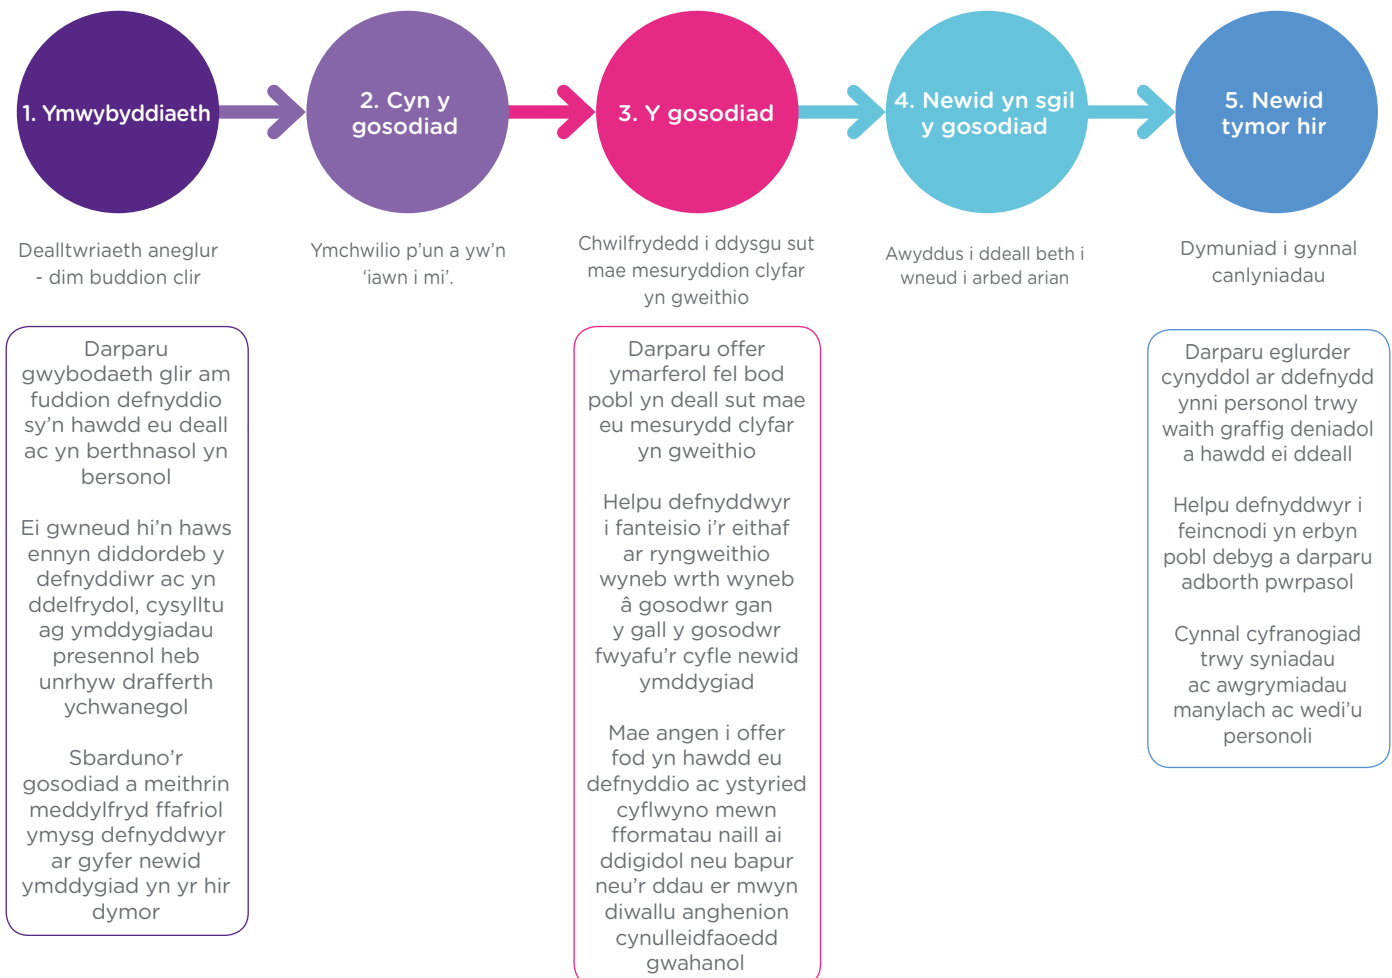 1. Ymwybyddiaeth
2. Cyn y
gosodiad
3. Y gosodiad
4. Newid yn sgil
y gosodiad
5. Newid
tymor hir
Dealltwriaeth aneglur
- dim buddion clir
Ymchwilio p'un a yw'n
'iawn i mi'.
Chwilfrydedd i ddysgu sut
mae mesuryddion clyfar
yn gweithio
Awyddus i ddeall beth i
wneud i arbed arian
Dymuniad i gynnal
canlyniadau
Darparu
gwybodaeth glir am
fuddion defnyddio
sy'n hawdd eu deall
ac yn berthnasol yn
bersonol
Ei gwneud hi'n haws
ennyn diddordeb y
defnyddiwr ac yn
ddelfrydol, cysylltu
ag ymddygiadau
presennol heb
unrhyw drafferth
ychwanegol
Sbarduno'r
gosodiad a meithrin
meddylfryd ffafriol
ymysg defnyddwyr
ar gyfer newid
ymddygiad yn yr hir
dymor
Darparu offer
ymarferol fel bod
pobl yn deall sut mae
eu mesurydd clyfar
yn gweithio
Helpu defnyddwyr
i fanteisio i'r eithaf
ar ryngweithio
wyneb wrth wyneb
â gosodwr gan
y gall y gosodwr
fwyafu'r cyfle newid
ymddygiad
Mae angen i offer
fod yn hawdd eu
defnyddio ac ystyried
cyflwyno mewn
fformatau naill ai
ddigidol neu bapur
neu'r ddau er mwyn
diwallu anghenion
cynulleidfaoedd
gwahanol
Darparu eglurder
cynyddol ar ddefnydd
ynni personol trwy
waith graffig deniadol
a hawdd ei ddeall
Helpu defnyddwyr i
feincnodi yn erbyn
pobl debyg a darparu
adborth pwrpasol
Cynnal cyfranogiad
trwy syniadau
ac awgrymiadau
manylach ac wedi'u
personoli